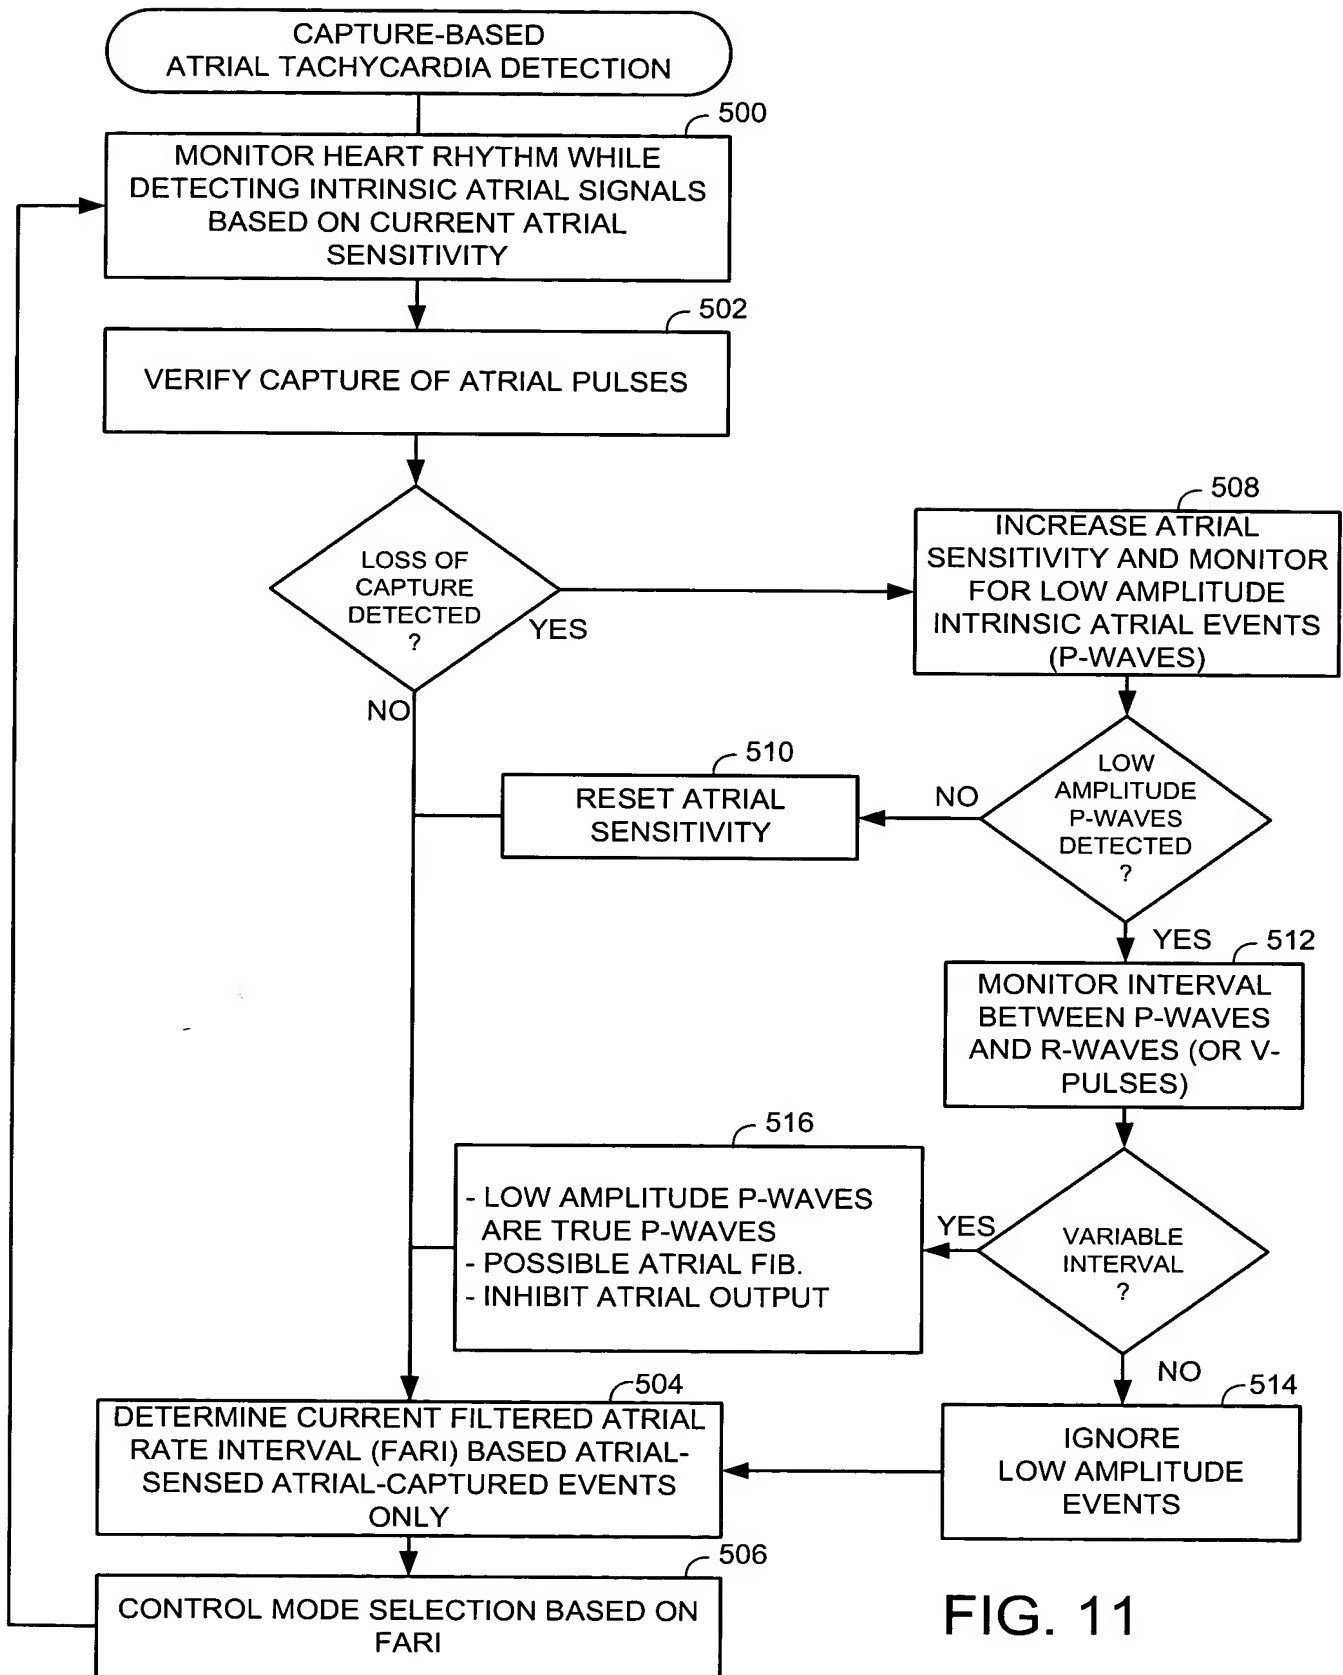 CAPTURE-BASED
ATRIAL TACHYCARDIA DETECTION
500
MONITOR HEART RHYTHM WHILE
DETECTING INTRINSIC ATRIAL SIGNALS
BASED ON CURRENT ATRIAL
SENSITIVITY
502
VERIFY CAPTURE OF ATRIAL PULSES
LOSS OF
CAPTURE
DETECTED
?
YES
NO
508
INCREASE ATRIAL
SENSITIVITY AND MONITOR
FOR LOW AMPLITUDE
INTRINSIC ATRIAL EVENTS
(P-WAVES)
LOW
AMPLITUDE
P-WAVES
DETECTED
?
NO
510
RESET ATRIAL
SENSITIVITY
YES
512
MONITOR INTERVAL
BETWEEN P-WAVES
AND R-WAVES (OR V-
PULSES)
VARIABLE
INTERVAL
?
YES
516
- LOW AMPLITUDE P-WAVES
ARE TRUE P-WAVES
- POSSIBLE ATRIAL FIB.
- INHIBIT ATRIAL OUTPUT
NO
514
IGNORE
LOW AMPLITUDE
EVENTS
504
DETERMINE CURRENT FILTERED ATRIAL
RATE INTERVAL (FARI) BASED ATRIAL-
SENSED ATRIAL-CAPTURED EVENTS
ONLY
506
CONTROL MODE SELECTION BASED ON
FARI
FIG. 11